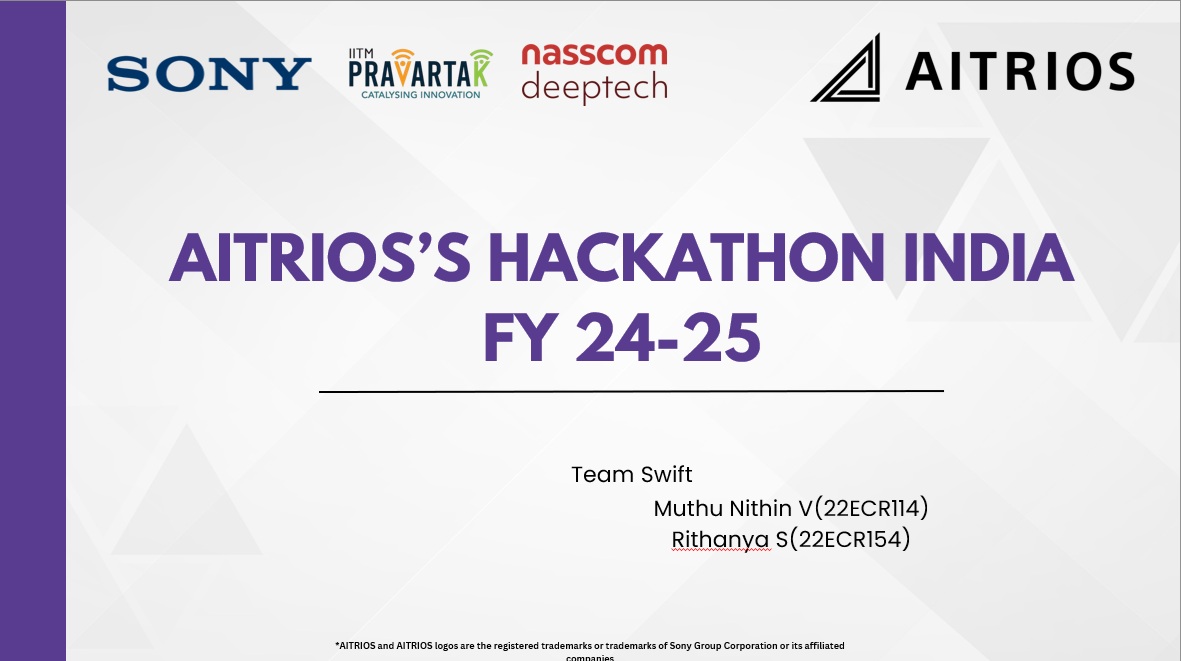 SONY
IITM
PRAVARTAK
CATALYSING INNOVATION
nasscom
deeptech
AITRIOS
AITRIOS’S HACKATHON INDIA
FY 24-25
Team Swift
Muthu Nithin V(22ECR114)
Rithanya S(22ECR154)
*AITRIOS and AITRIOS logos are the registered trademarks or trademarks of Sony Group Corporation or its affiliated
companies